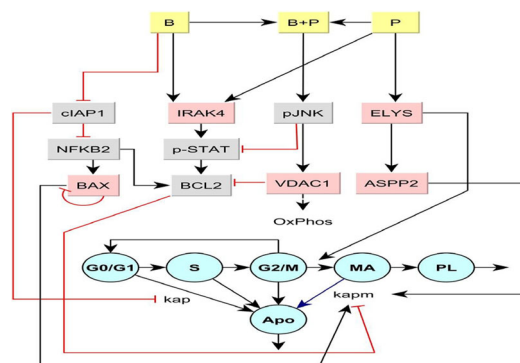 B B+P P
cIAP1 IRAK4 pJNK ELYS
NFKB2 p-STAT
BAX BCL2 VDAC1 ASPP2
OxPhos
G0/G1 S G2/M MA PL
kap kapm
Apo